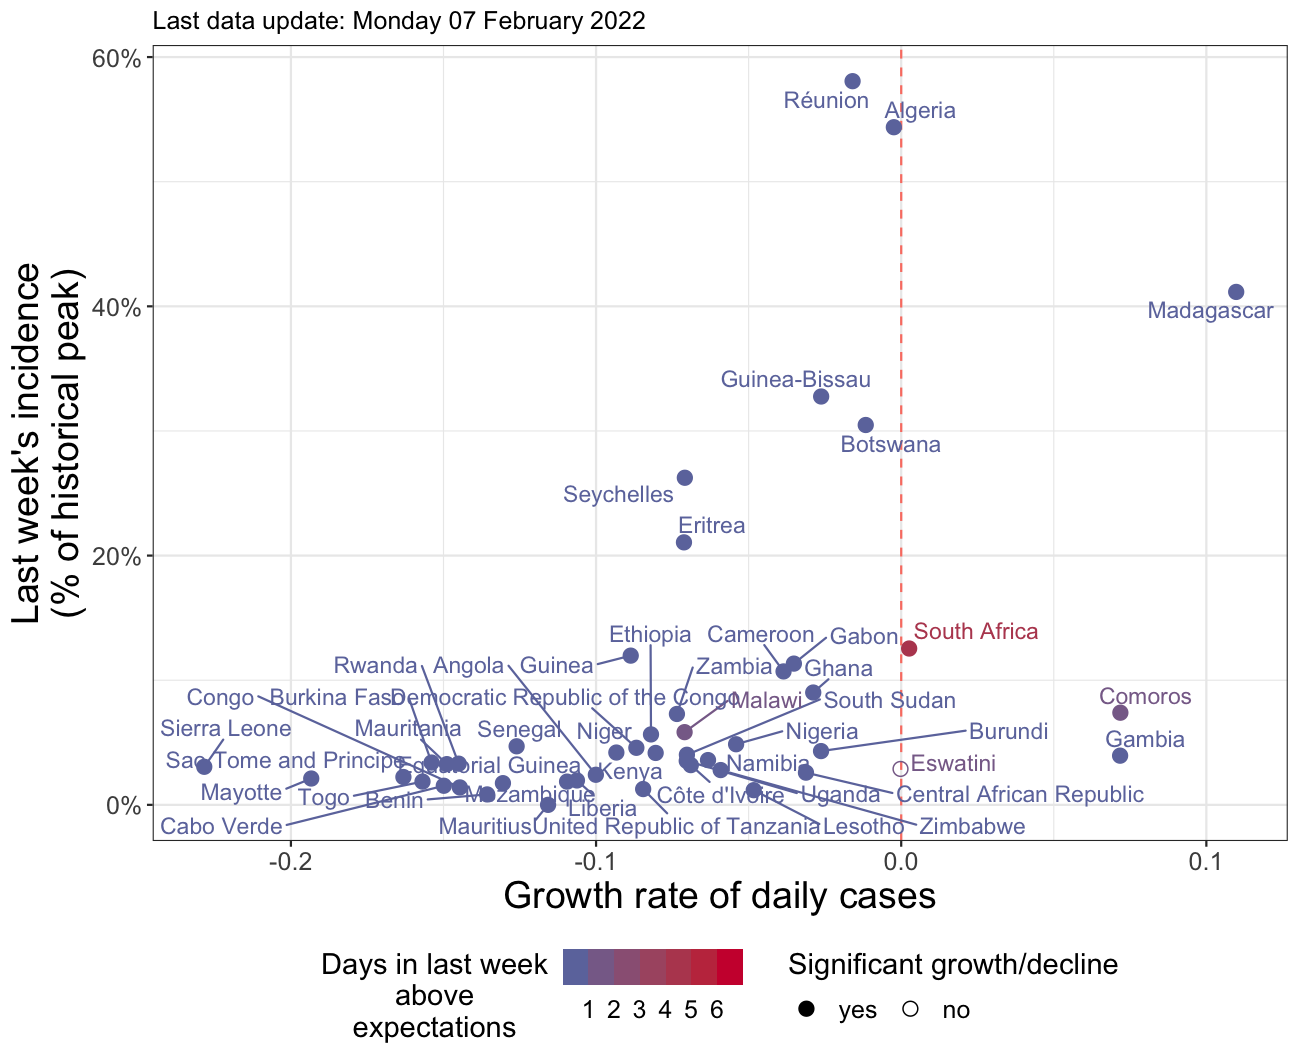 Last data update: Monday 07 February 2022
Last week's incidence
(% of historical peak)
60%
40%
20%
0%
Réunion
Algeria
Madagascar
Guinea-Bissau
Botswana
Seychelles
Eritrea
South Africa
Ethiopia
Cameroon
Gabon
Rwanda
Angola
Guinea
Zambia
Ghana
Congo
Burkina Faso
Democratic Republic of the Congo
Malawi
South Sudan
Comoros
Sierra Leone
Mauritania
Senegal
Niger
Nigeria
Burundi
Gambia
Sao Tome and Principe
Equatorial Guinea
Kenya
Namibia
Eswatini
Mayotte
Togo
Benin
Mozambique
Liberia
Côte d'Ivoire
Uganda
Central African Republic
Cabo Verde
Mauritius
United Republic of Tanzania
Lesotho
Zimbabwe
-0.2
-0.1
0.0
0.1
Growth rate of daily cases
Days in last week
above
expectations
1 2 3 4 5 6
Significant growth/decline
yes
no